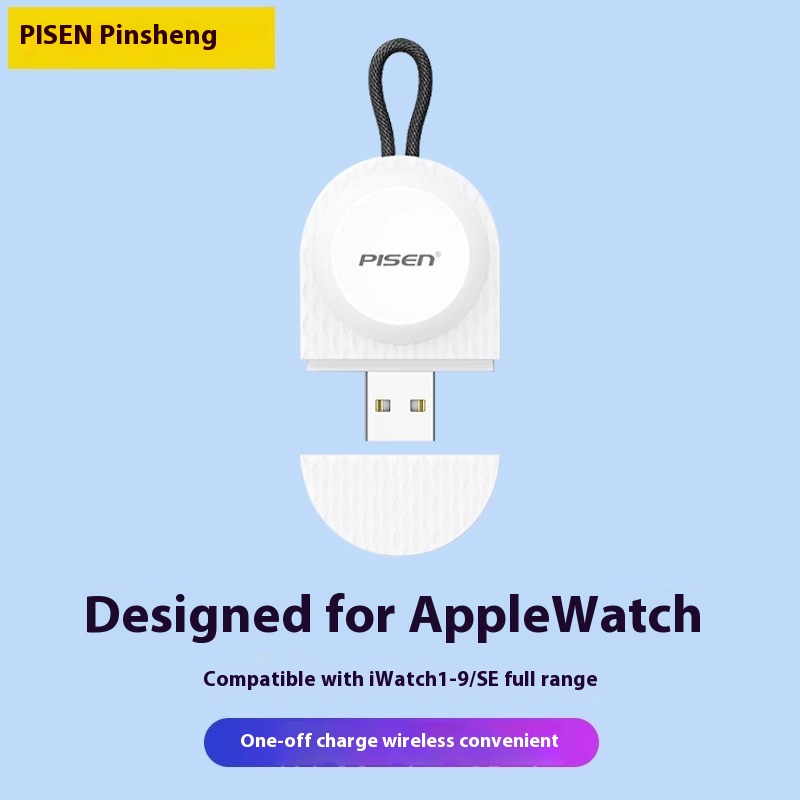 PISEN Pinsheng
PISEN®
Designed for AppleWatch
Compatible with iWatch1-9/SE full range
One-off charge wireless convenient